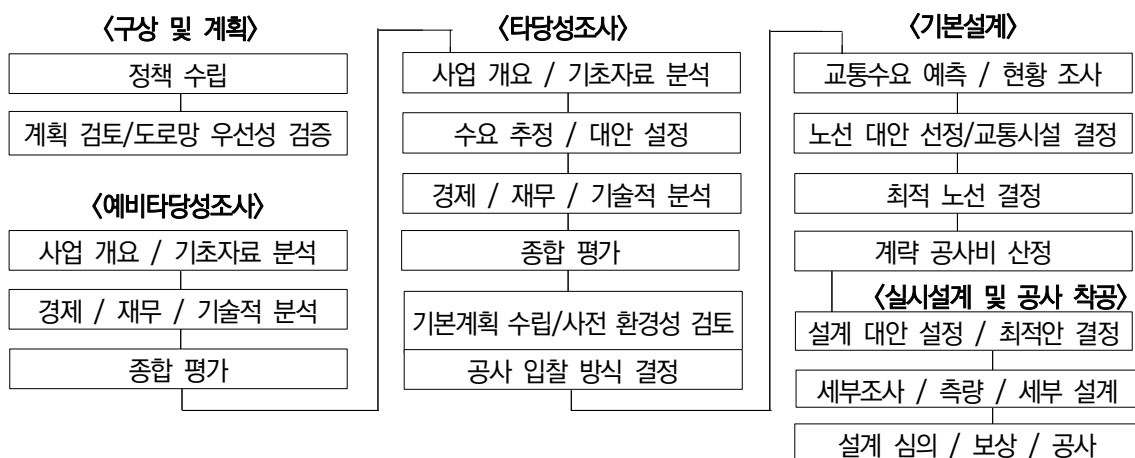 〈구상 및 계획〉
정책 수립
계획 검토/도로망 우선성 검증
〈예비타당성조사〉
사업 개요 / 기초자료 분석
경제 / 재무 / 기술적 분석
종합 평가
〈타당성조사〉
사업 개요 / 기초자료 분석
수요 추정 / 대안 설정
경제 / 재무 / 기술적 분석
종합 평가
기본계획 수립/사전 환경성 검토
공사 입찰 방식 결정
〈기본설계〉
교통수요 예측 / 현황 조사
노선 대안 선정/교통시설 결정
최적 노선 결정
계략 공사비 산정
〈실시설계 및 공사 착공〉
설계 대안 설정 / 최적안 결정
세부조사 / 측량 / 세부 설계
설계 심의 / 보상 / 공사